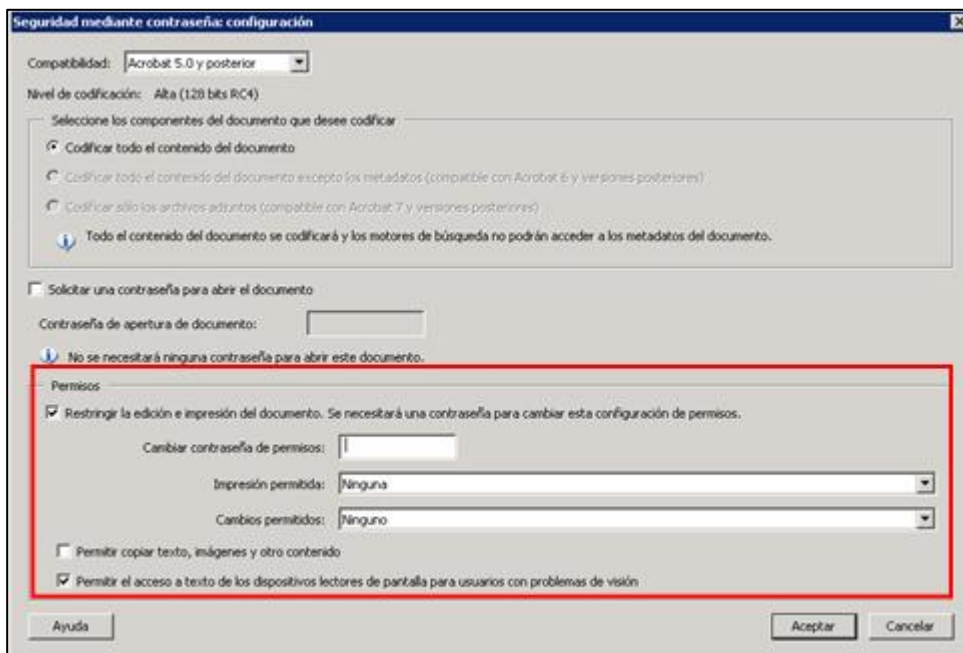 Seguridad mediante contraseña: configuración
Compatibilidad: Acrobat 5.0 y posterior
Nivel de codificación: Alta (128 bits RC4)
Seleccione los componentes del documento que desee codificar
Codificar todo el contenido del documento
Codificar todo el contenido del documento excepto los metadatos (compatible con Acrobat 6 y versiones posteriores)
Codificar sólo los archivos adjuntos (compatible con Acrobat 7 y versiones posteriores)
Todo el contenido del documento se codificará y los motores de búsqueda no podrán acceder a los metadatos del documento.
Solicitar una contraseña para abrir el documento
Contraseña de apertura de documento:
No se necesitará ninguna contraseña para abrir este documento.
Permisos
Restringir la edición e impresión del documento. Se necesitará una contraseña para cambiar esta configuración de permisos.
Cambiar contraseña de permisos:
Impresión permitida: Ninguna
Cambios permitidos: Ninguno
Permitir copiar texto, imágenes y otro contenido
Permitir el acceso a texto de los dispositivos lectores de pantalla para usuarios con problemas de visión
Ayuda Aceptar Cancelar